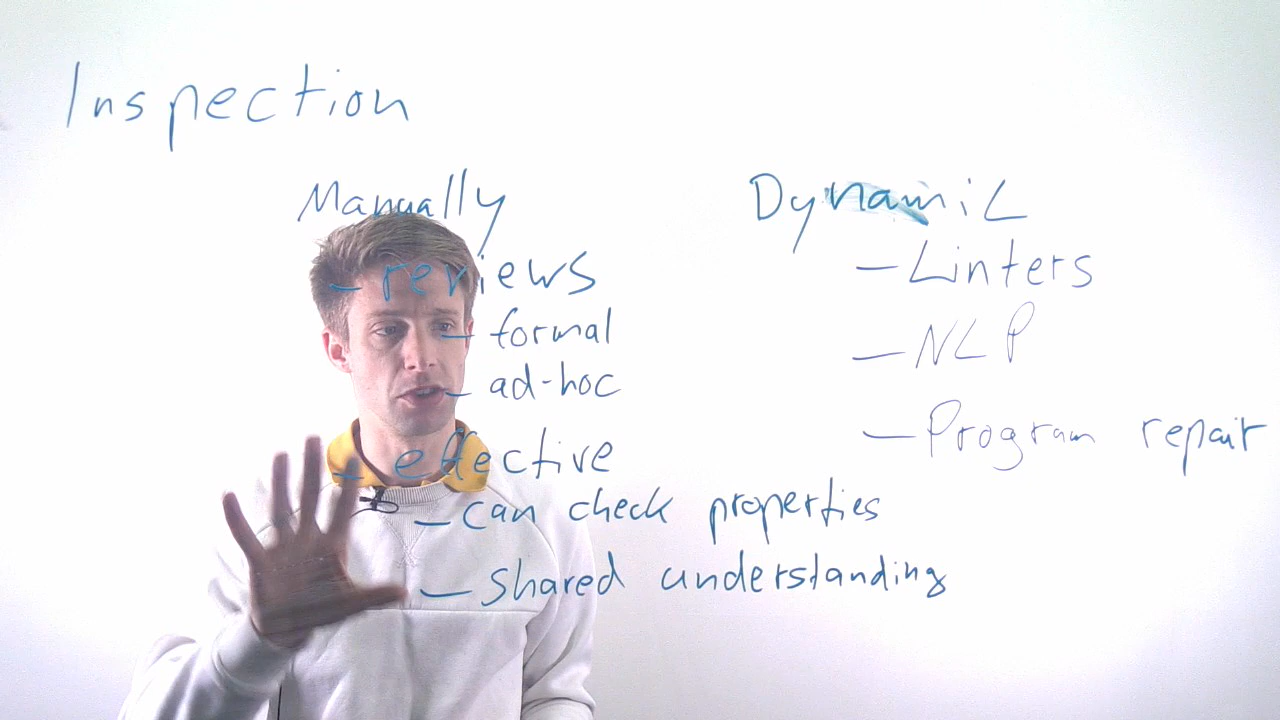 Inspection
Manually
- reviews
- formal
- ad-hoc
- effective
- can check properties
- shared understanding
Dynamic
- Linters
- NLP
- Program repair